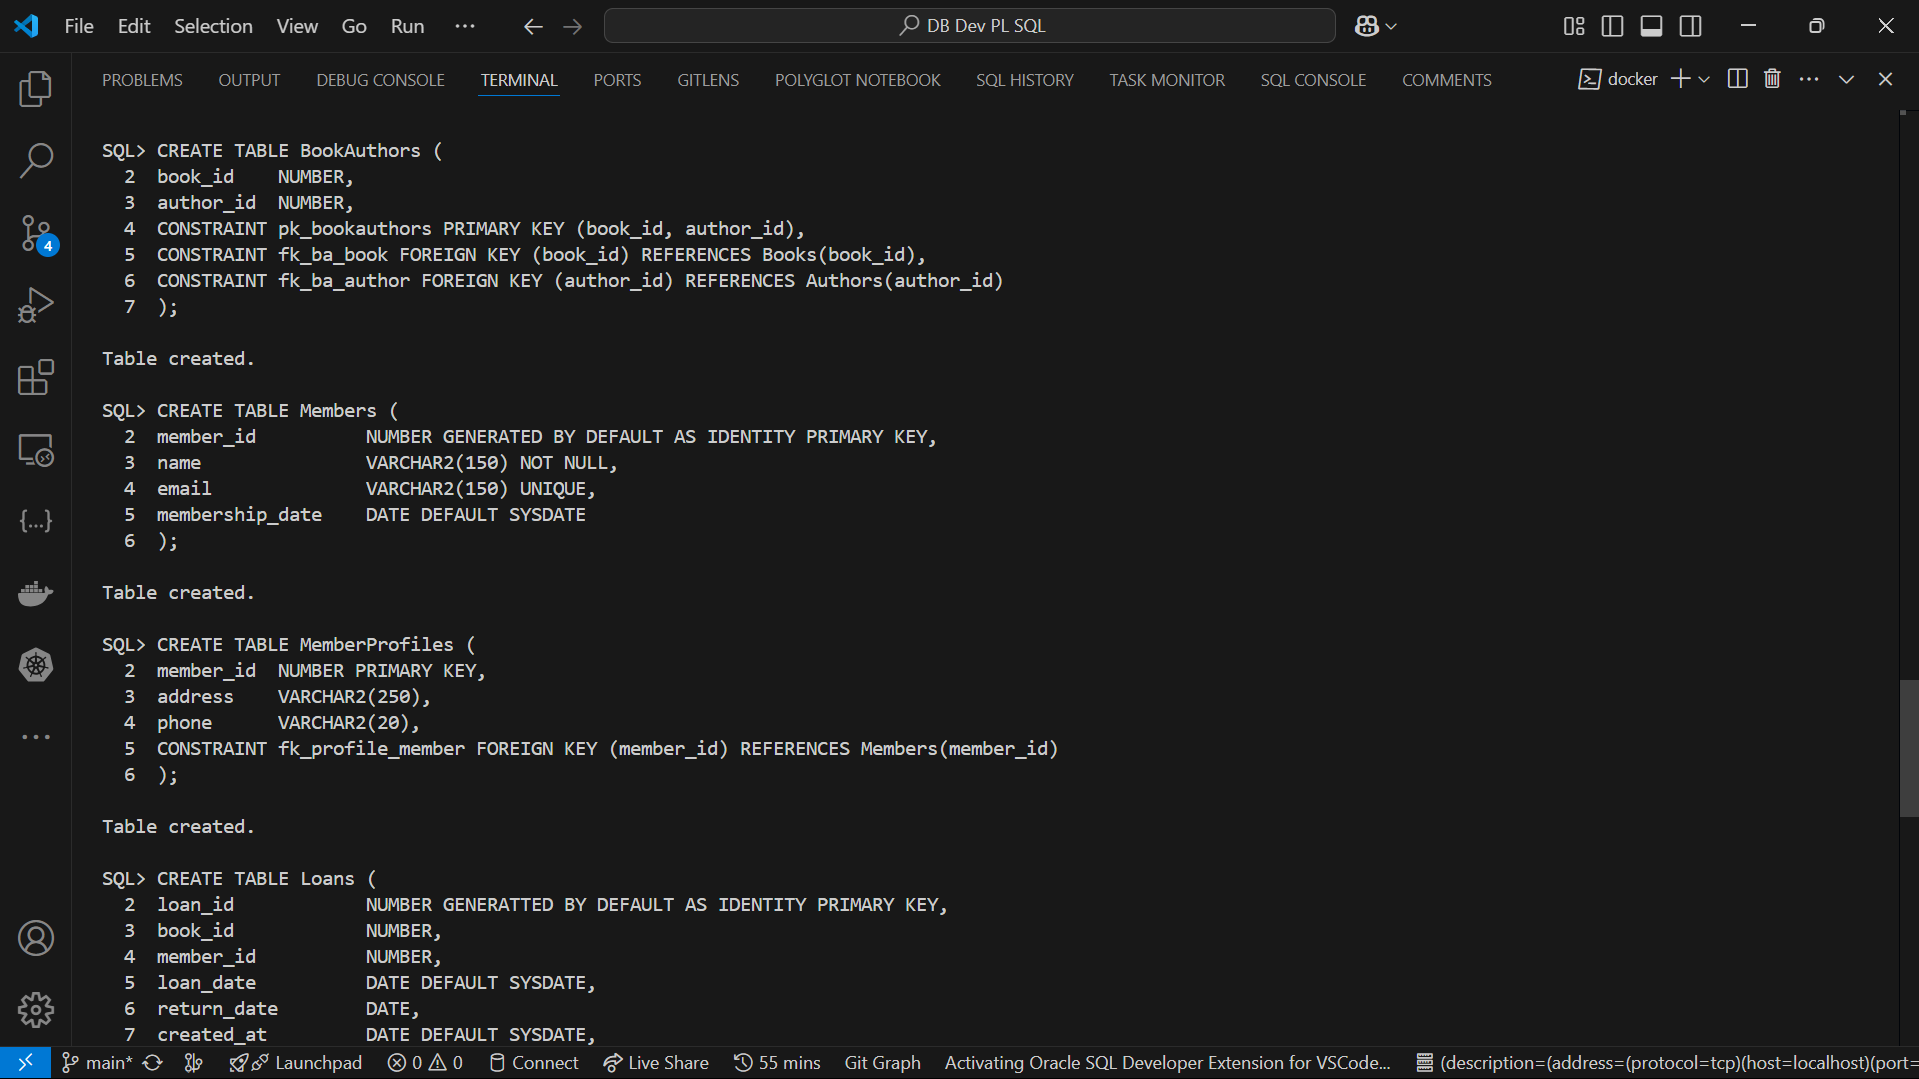 File Edit Selection View Go Run ··· DB Dev PL SQL
PROBLEMS OUTPUT DEBUG CONSOLE TERMINAL PORTS GITLENS POLYGLOT NOTEBOOK SQL HISTORY TASK MONITOR SQL CONSOLE COMMENTS docker
SQL> CREATE TABLE BookAuthors (
2 book_id NUMBER,
3 author_id NUMBER,
4 CONSTRAINT pk_bookauthors PRIMARY KEY (book_id, author_id),
5 CONSTRAINT fk_ba_book FOREIGN KEY (book_id) REFERENCES Books(book_id),
6 CONSTRAINT fk_ba_author FOREIGN KEY (author_id) REFERENCES Authors(author_id)
7 );
Table created.
SQL> CREATE TABLE Members (
2 member_id NUMBER GENERATED BY DEFAULT AS IDENTITY PRIMARY KEY,
3 name VARCHAR2(150) NOT NULL,
4 email VARCHAR2(150) UNIQUE,
5 membership_date DATE DEFAULT SYSDATE
6 );
Table created.
SQL> CREATE TABLE MemberProfiles (
2 member_id NUMBER PRIMARY KEY,
3 address VARCHAR2(250),
4 phone VARCHAR2(20),
5 CONSTRAINT fk_profile_member FOREIGN KEY (member_id) REFERENCES Members(member_id)
6 );
Table created.
SQL> CREATE TABLE Loans (
2 loan_id NUMBER GENERATTED BY DEFAULT AS IDENTITY PRIMARY KEY,
3 book_id NUMBER,
4 member_id NUMBER,
5 loan_date DATE DEFAULT SYSDATE,
6 return_date DATE,
7 created_at DATE DEFAULT SYSDATE,
4
main* Launchpad 0 0 Connect Live Share 55 mins Git Graph Activating Oracle SQL Developer Extension for VSCode... (description=(address=(protocol=tcp)(host=localhost)(port=